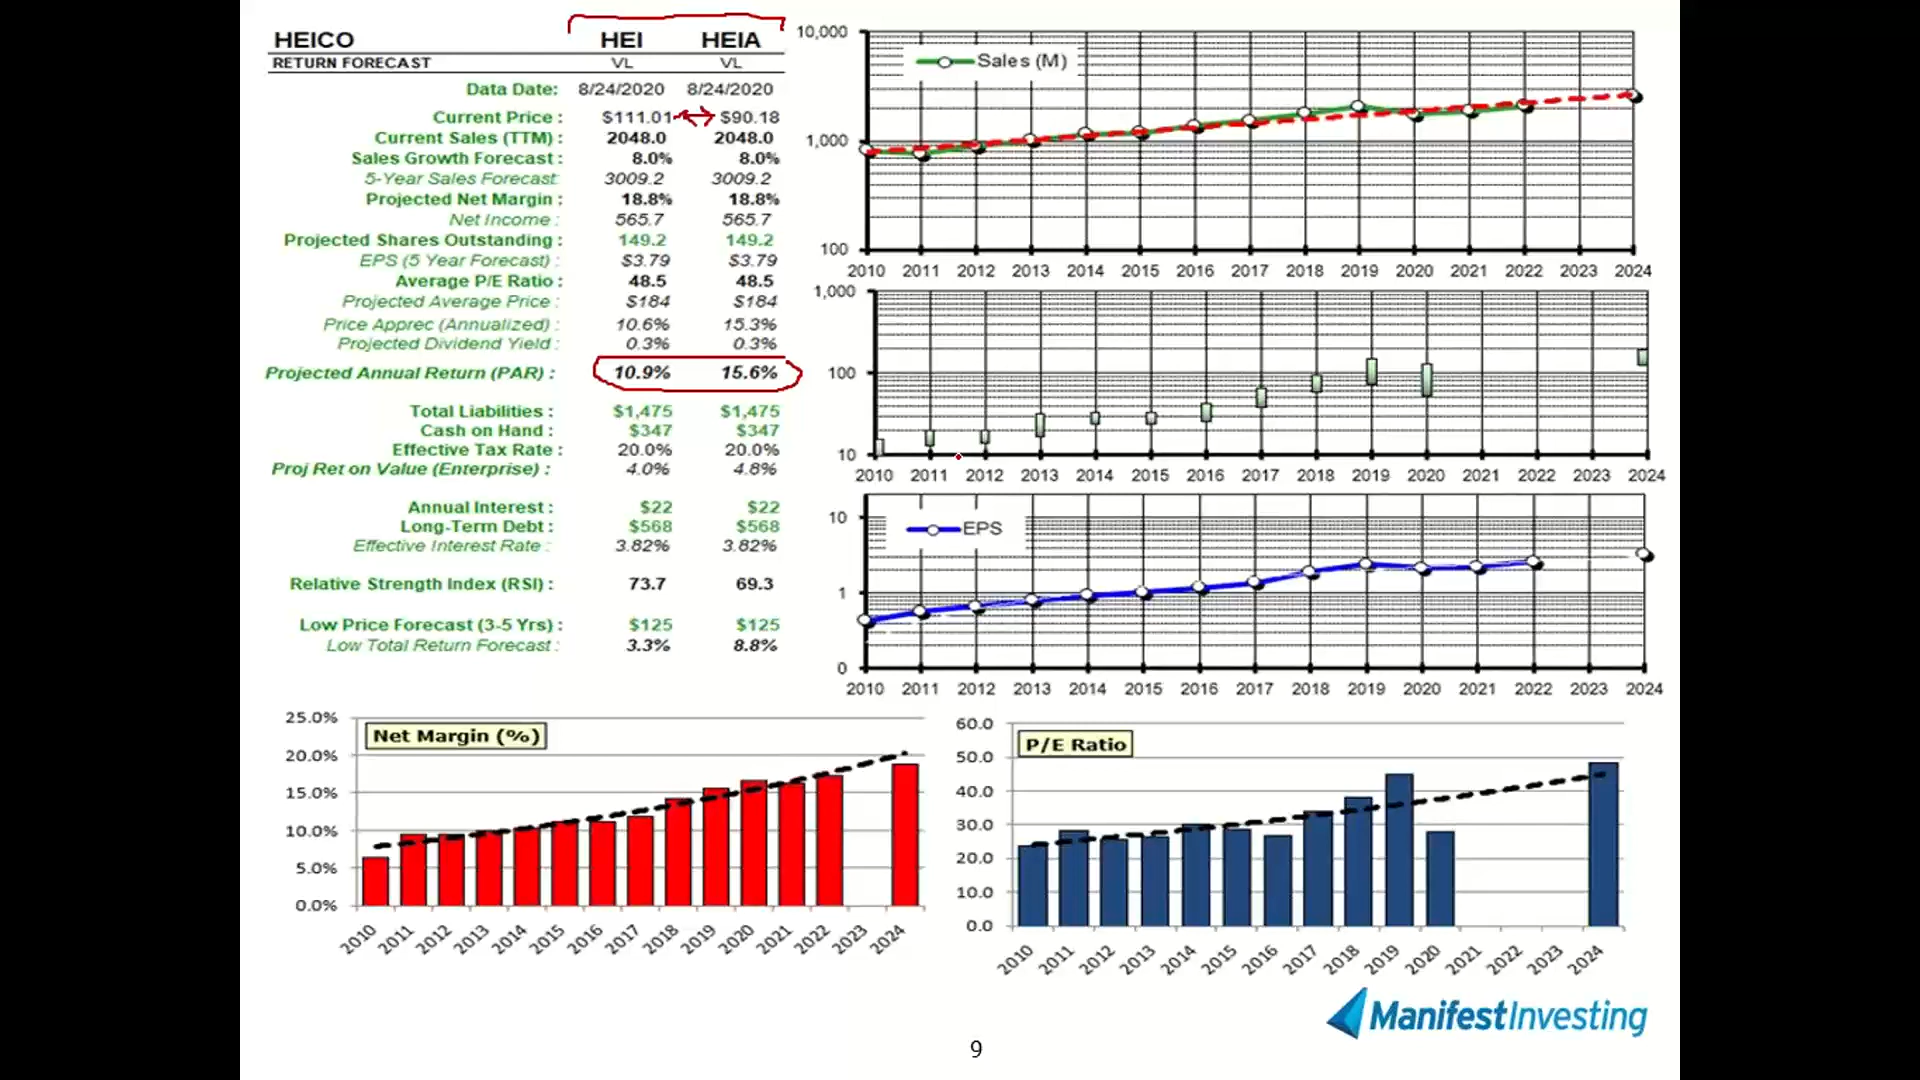 HEICO HEI HEIA
RETURN FORECAST VL VL
Data Date: 8/24/2020 8/24/2020
Current Price : $111.01 $90.18
Current Sales (TTM) : 2048.0 2048.0
Sales Growth Forecast : 8.0% 8.0%
5-Year Sales Forecast: 3009.2 3009.2
Projected Net Margin : 18.8% 18.8%
Net Income : 565.7 565.7
Projected Shares Outstanding : 149.2 149.2
EPS (5 Year Forecast) : $3.79 $3.79
Average P/E Ratio : 48.5 48.5
Projected Average Price : $184 $184
Price Apprec (Annualized) : 10.6% 15.3%
Projected Dividend Yield : 0.3% 0.3%
Projected Annual Return (PAR) : 10.9% 15.6%
Total Liabilities : $1,475 $1,475
Cash on Hand : $347 $347
Effective Tax Rate : 20.0% 20.0%
Proj Ret on Value (Enterprise) : 4.0% 4.8%
Annual Interest : $22 $22
Long-Term Debt : $568 $568
Effective Interest Rate : 3.82% 3.82%
Relative Strength Index (RSI) : 73.7 69.3
Low Price Forecast (3-5 Yrs) : $125 $125
Low Total Return Forecast : 3.3% 8.8%
10,000
Sales (M)
1,000
100
2010 2011 2012 2013 2014 2015 2016 2017 2018 2019 2020 2021 2022 2023 2024
1,000
100
10
2010 2011 2012 2013 2014 2015 2016 2017 2018 2019 2020 2021 2022 2023 2024
10
EPS
1
0
2010 2011 2012 2013 2014 2015 2016 2017 2018 2019 2020 2021 2022 2023 2024
25.0%
Net Margin (%)
20.0%
15.0%
10.0%
5.0%
0.0%
2010 2011 2012 2013 2014 2015 2016 2017 2018 2019 2020 2021 2022 2023 2024
60.0
P/E Ratio
50.0
40.0
30.0
20.0
10.0
0.0
2010 2011 2012 2013 2014 2015 2016 2017 2018 2019 2020 2021 2022 2023 2024
ManifestInvesting
9